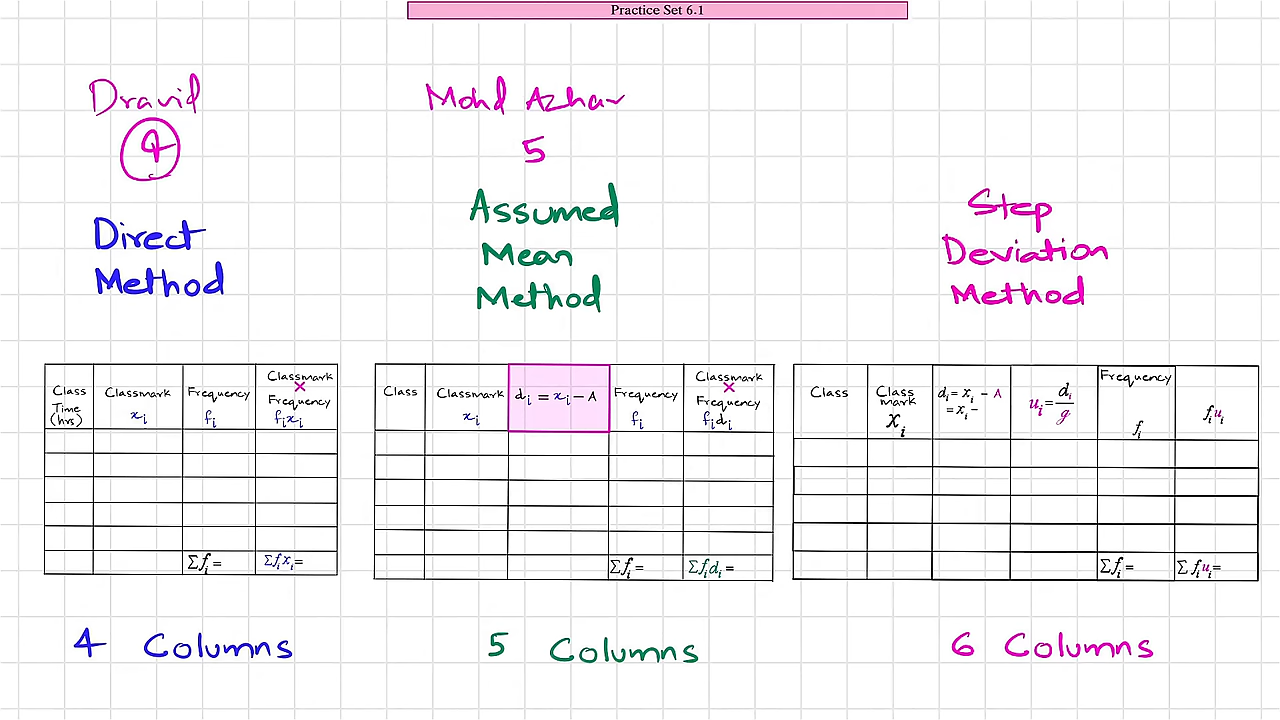 Practice Set 6.1
Dravid
4
Direct
Method
Mohd Azhar
5
Assumed
Mean
Method
Step
Deviation
Method
Class
Time
(hrs)
Classmark
xi
Frequency
fi
Classmark
×
Frequency
fixi
Σfi=
Σfixi=
Class
Classmark
xi
di = xi – A
Frequency
fi
Classmark
×
Frequency
fidi
Σfi=
Σfidi=
Class
Class
mark
xi
di = xi - A
= xi -
ui = di/g
Frequency
fi
fiui
Σfi=
Σfiui=
4 Columns
5 Columns
6 Columns